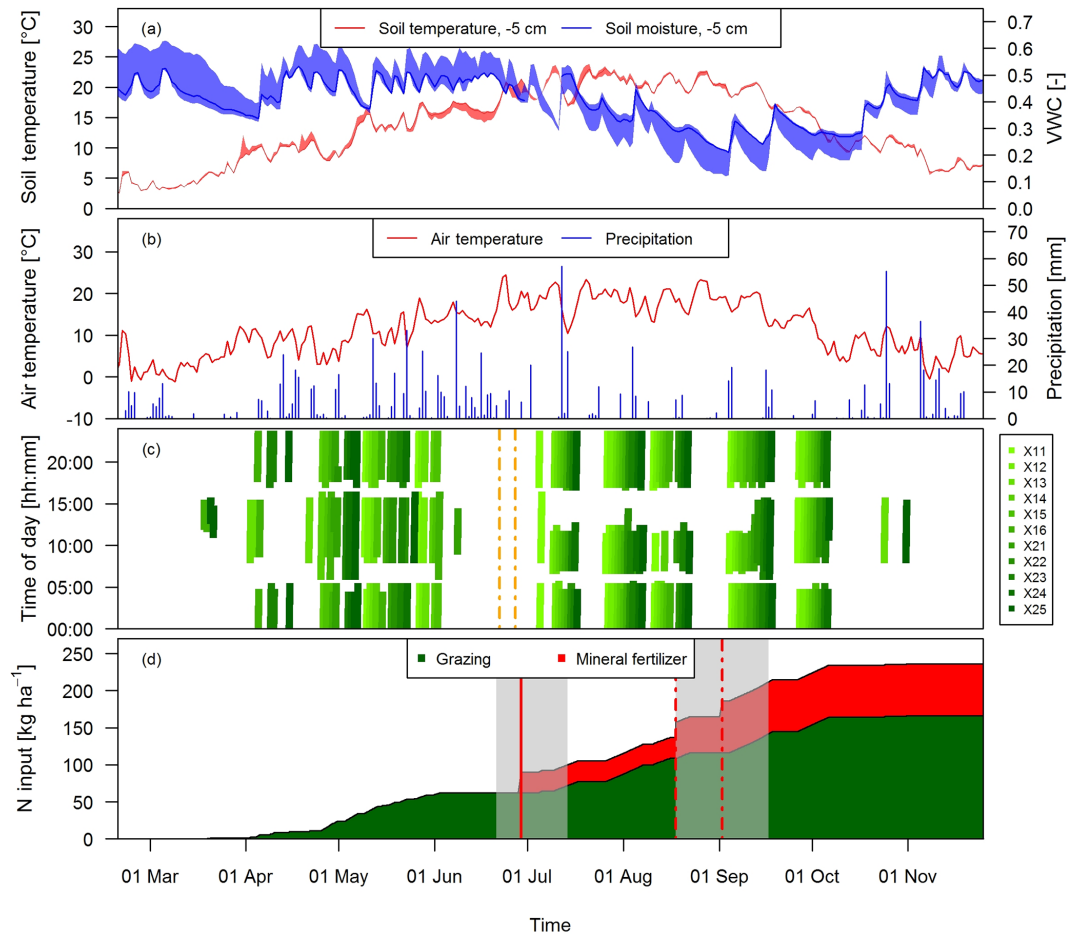 (a)
Soil temperature, -5 cm
Soil moisture, -5 cm
Soil temperature [°C]
30
25
20
15
10
5
0
0.7
0.6
0.5
0.4
0.3
0.2
0.1
0.0
VWC [-]
(b)
Air temperature
Precipitation
Air temperature [°C]
30
20
10
0
-10
70
60
50
40
30
20
10
0
Precipitation [mm]
(c)
Time of day [hh:mm]
20:00
15:00
10:00
05:00
00:00
X11
X12
X13
X14
X15
X16
X21
X22
X23
X24
X25
(d)
Grazing
Mineral fertilizer
N input [kg ha⁻¹]
250
200
150
100
50
0
01 Mar
01 Apr
01 May
01 Jun
01 Jul
01 Aug
01 Sep
01 Oct
01 Nov
Time